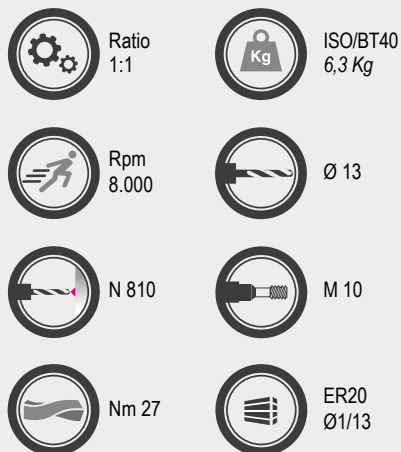 Ratio
1:1
ISO/BT40
6,3 Kg
Kg
Rpm
8.000
Ø 13
N 810
M 10
Nm 27
ER20
Ø1/13